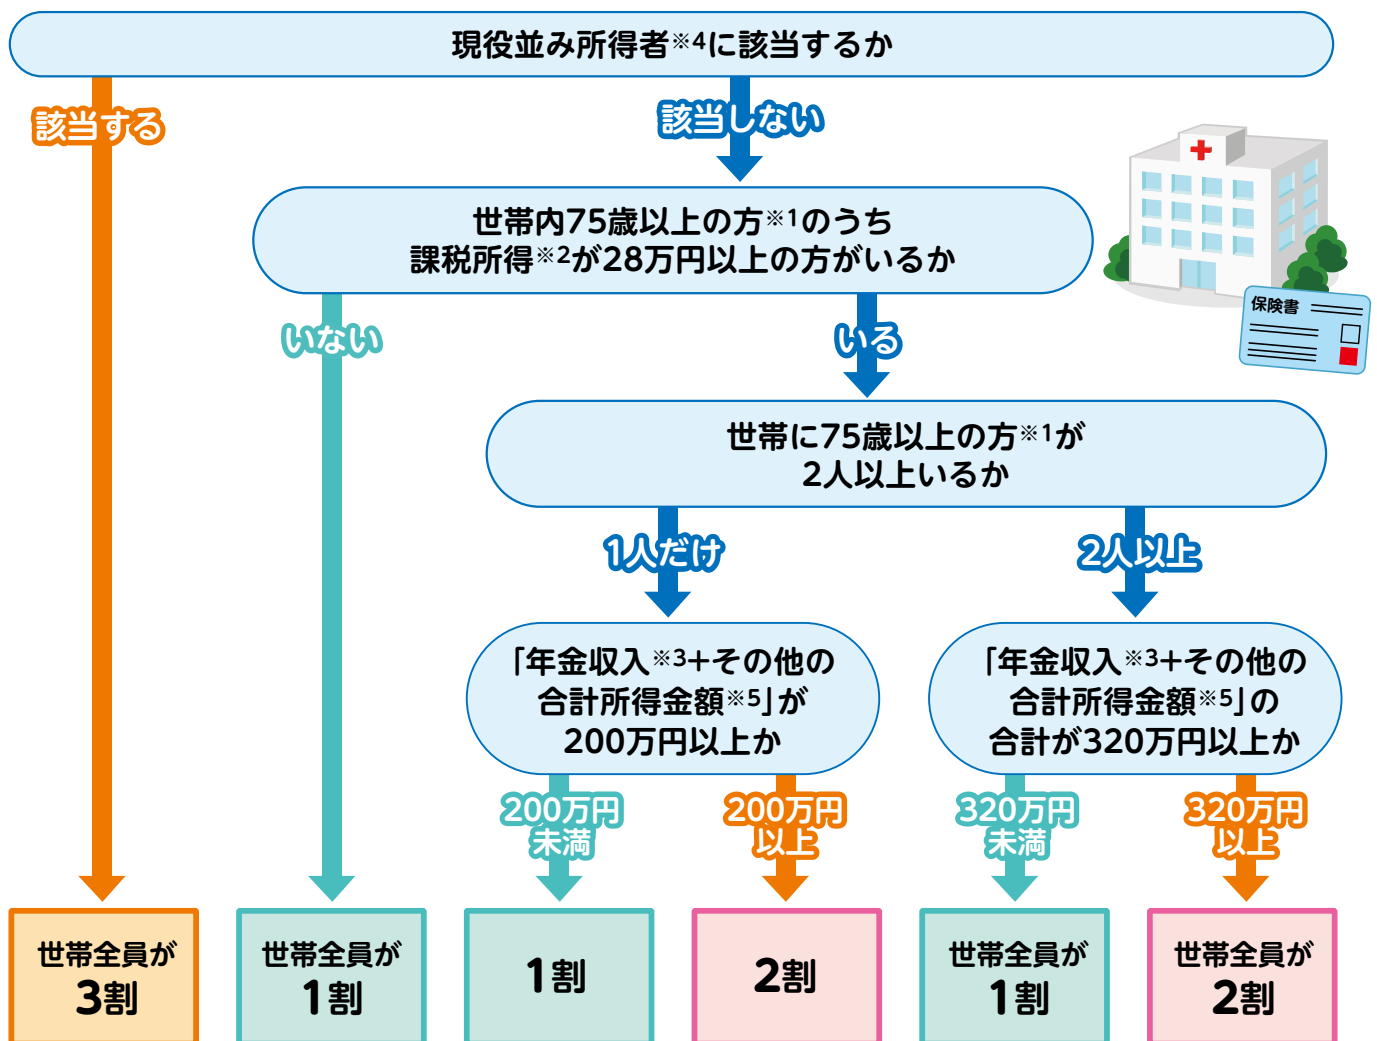 現役並み所得者※4に該当するか
該当する
該当しない
世帯内75歳以上の方※1のうち
課税所得※2が28万円以上の方がいるか
保険書
いない
いる
世帯に75歳以上の方※1が
2人以上いるか
1人だけ
2人以上
「年金収入※3+その他の
合計所得金額※5」が
200万円以上か
「年金収入※3+その他の
合計所得金額※5」の
合計が320万円以上か
200万円
未満
200万円
以上
320万円
未満
320万円
以上
世帯全員が
3割
世帯全員が
1割
1割
2割
世帯全員が
1割
世帯全員が
2割